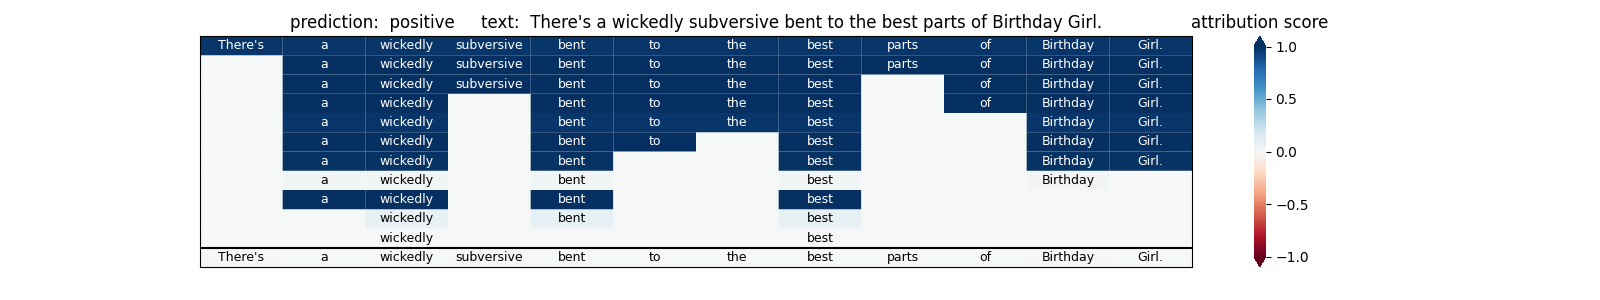 prediction:  positive     text:  There's a wickedly subversive bent to the best parts of Birthday Girl.     attribution score
There's a wickedly subversive bent to the best parts of Birthday Girl. 1.0
a wickedly subversive bent to the best parts of Birthday Girl.
a wickedly subversive bent to the best of Birthday Girl.
a wickedly bent to the best of Birthday Girl. 0.5
a wickedly bent to the best Birthday Girl.
a wickedly bent to best Birthday Girl.
a wickedly bent best Birthday Girl. 0.0
a wickedly bent best Birthday
a wickedly bent best −0.5
wickedly bent best
wickedly best
There's a wickedly subversive bent to the best parts of Birthday Girl. −1.0